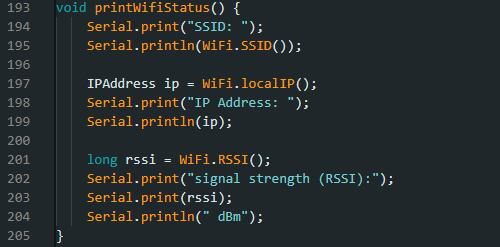 193 void printWifiStatus() {
194   Serial.print("SSID: ");
195   Serial.println(WiFi.SSID());
196
197   IPAddress ip = WiFi.localIP();
198   Serial.print("IP Address: ");
199   Serial.println(ip);
200
201   long rssi = WiFi.RSSI();
202   Serial.print("signal strength (RSSI):");
203   Serial.print(rssi);
204   Serial.println(" dBm");
205 }